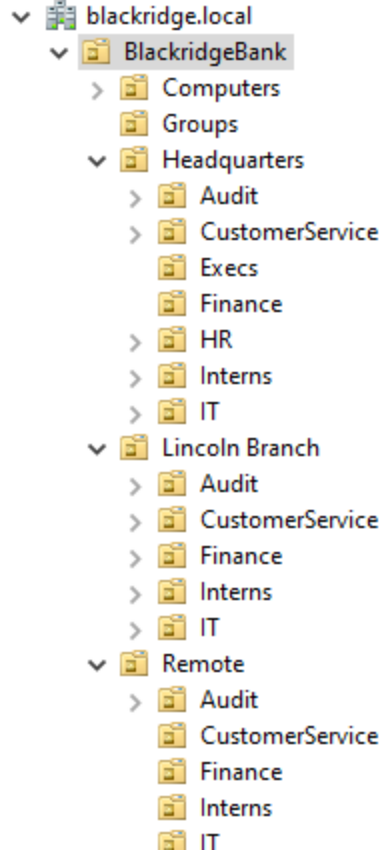 blackridge.local
BlackridgeBank
Computers
Groups
Headquarters
Audit
CustomerService
Execs
Finance
HR
Interns
IT
Lincoln Branch
Audit
CustomerService
Finance
Interns
IT
Remote
Audit
CustomerService
Finance
Interns
IT